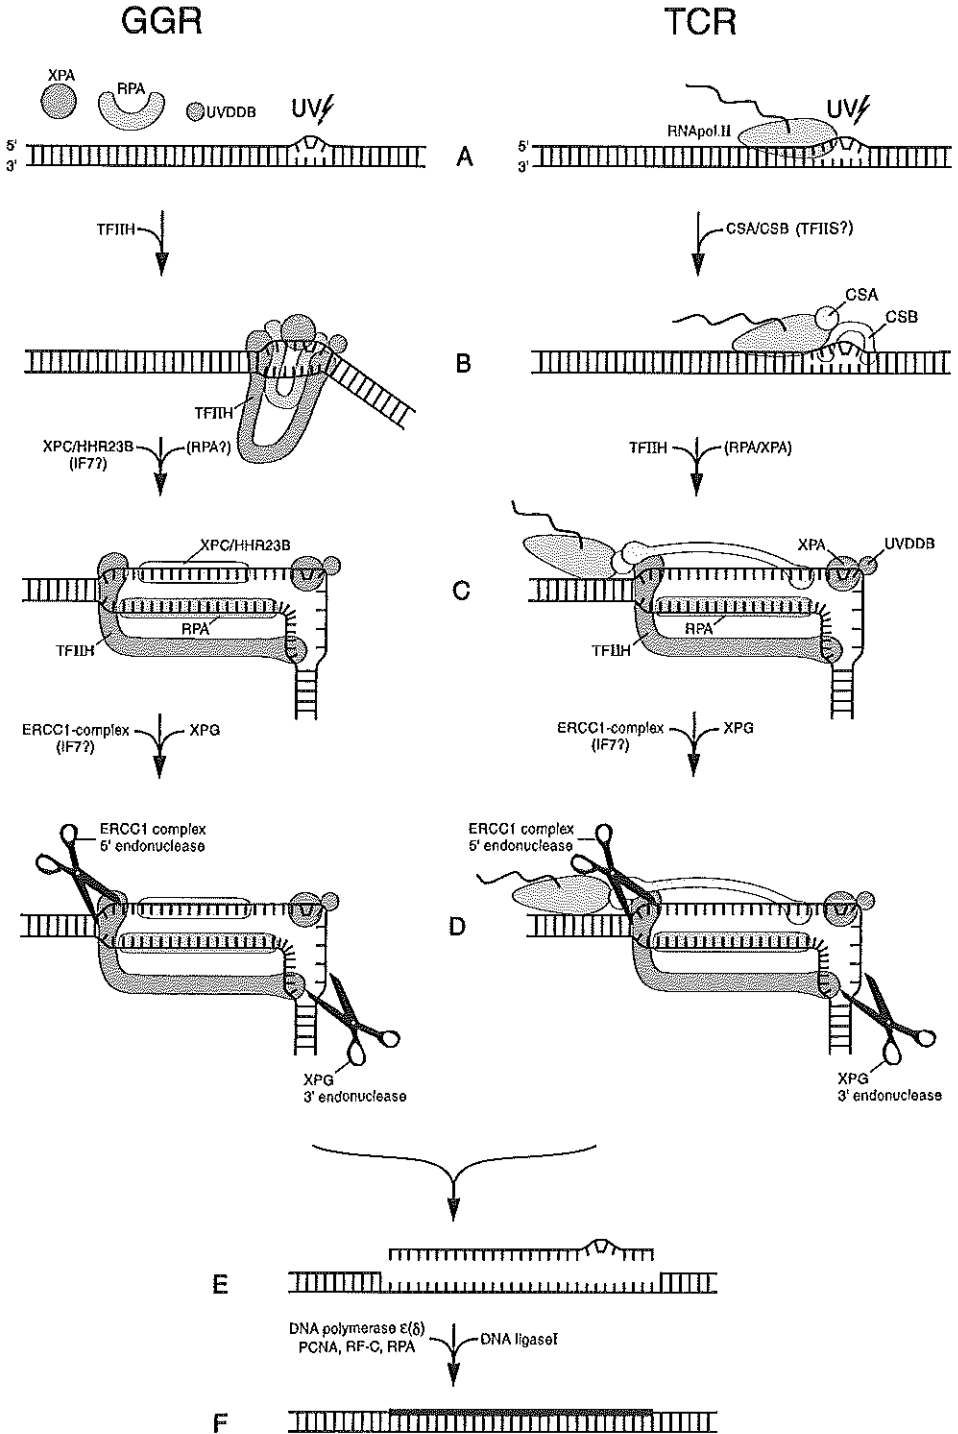 GGR
TCR
XPA
RPA
UVDDB
UV
RNApol.II
UV
5'
3'
A
5'
3'
TFIIH
CSA/CSB (TFIIS?)
CSA
CSB
B
TFIIH
XPC/HHR23B
(IF7?)
(RPA?)
TFIIH
(RPA/XPA)
XPC/HHR23B
XPA
UVDDB
C
RPA
TFIIH
RPA
TFIIH
ERCC1-complex
(IF7?)
XPG
ERCC1-complex
(IF7?)
XPG
ERCC1 complex
5' endonuclease
ERCC1 complex
5' endonuclease
D
XPG
3' endonuclease
XPG
3' endonuclease
E
DNA polymerase ε(δ)
PCNA, RF-C, RPA
DNA ligaseI
F